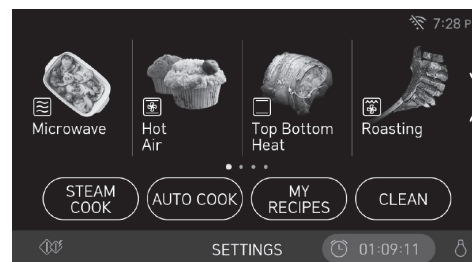 7:28 P
Microwave
Hot
Air
Top Bottom
Heat
Roasting
STEAM
COOK
AUTO COOK
MY
RECIPES
CLEAN
SETTINGS
01:09:11